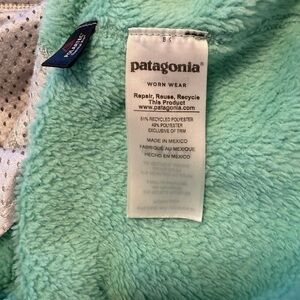 patagonia®
WORN WEAR
Repair, Reuse, Recycle
This Product
www.patagonia.com
51% RECYCLED POLYESTER
49% POLYESTER
EXCLUSIVE OF TRIM
MADE IN MEXICO
FABRIQUÉ AU MEXIQUE
HECHO EN MEXICO